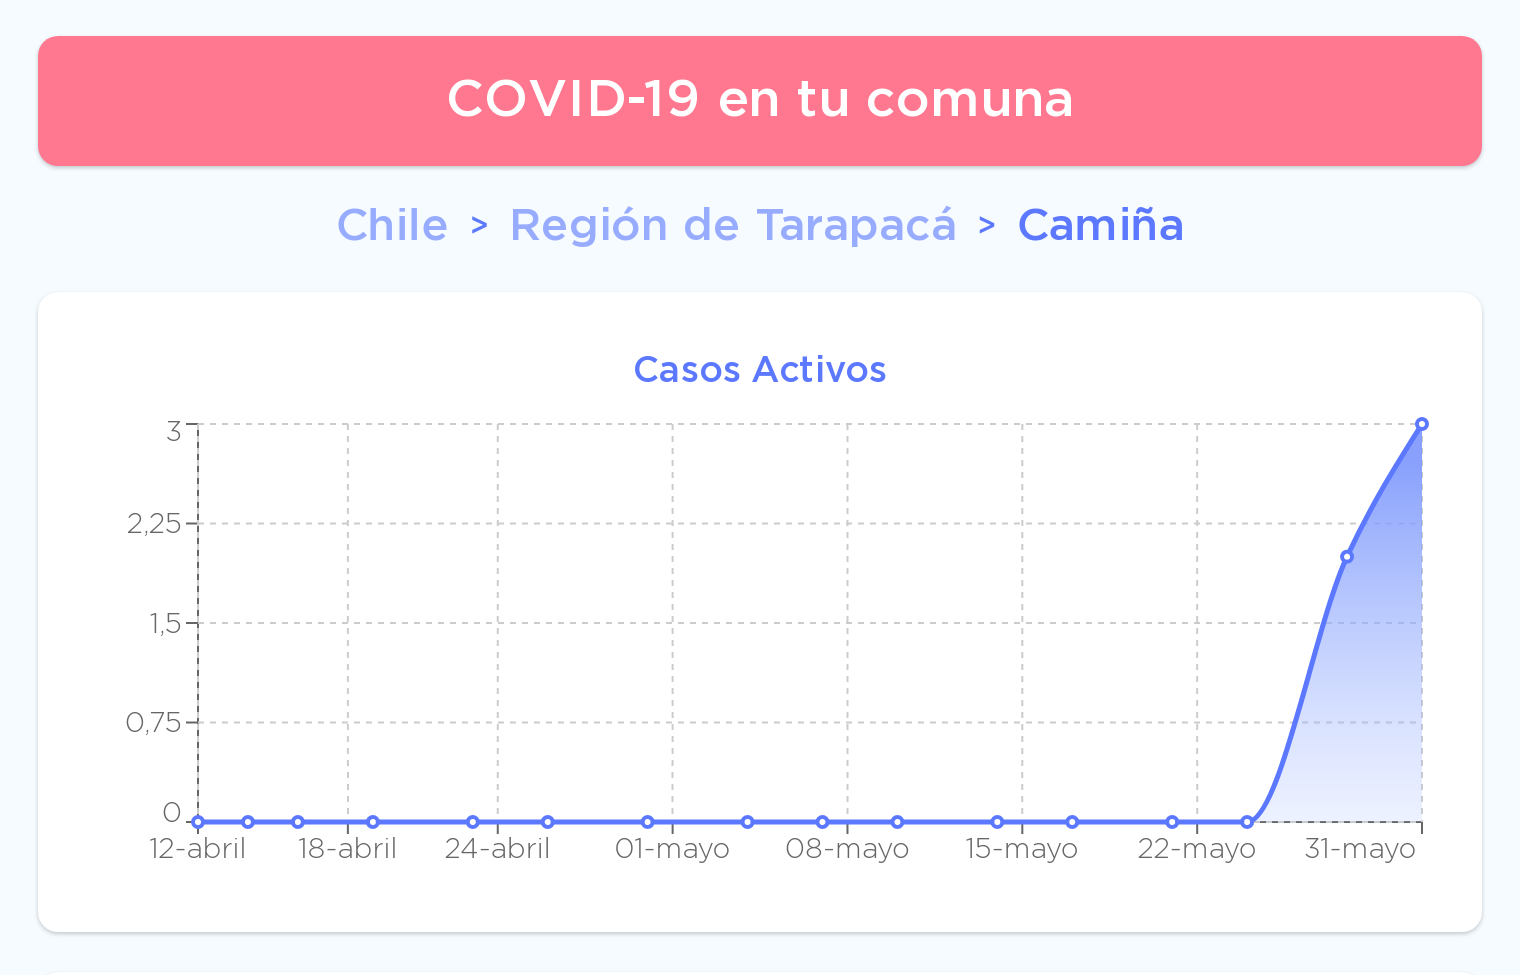 COVID-19 en tu comuna
Chile > Región de Tarapacá > Camiña
Casos Activos
3
2,25
1,5
0,75
0
12-abril 18-abril 24-abril 01-mayo 08-mayo 15-mayo 22-mayo 31-mayo